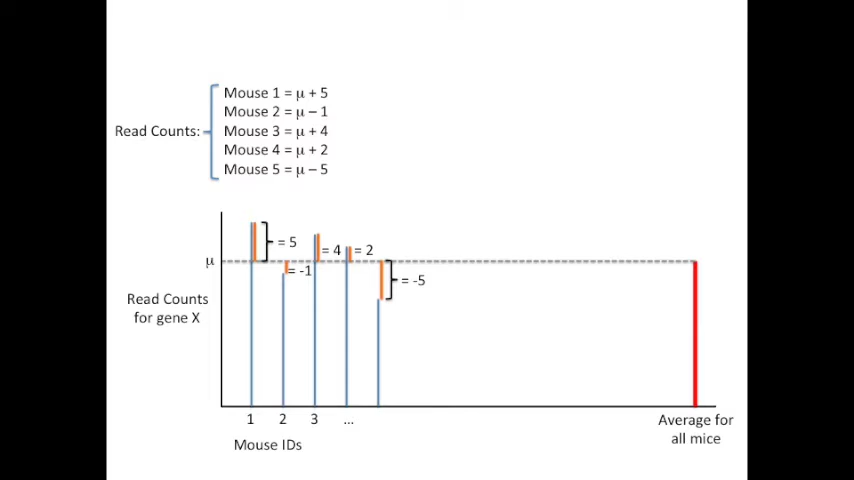 Mouse 1 = μ + 5
Mouse 2 = μ – 1
Read Counts: Mouse 3 = μ + 4
Mouse 4 = μ + 2
Mouse 5 = μ – 5
= 5
= 4 = 2
μ
= -1
= -5
Read Counts
for gene X
1 2 3 ...
Mouse IDs
Average for
all mice